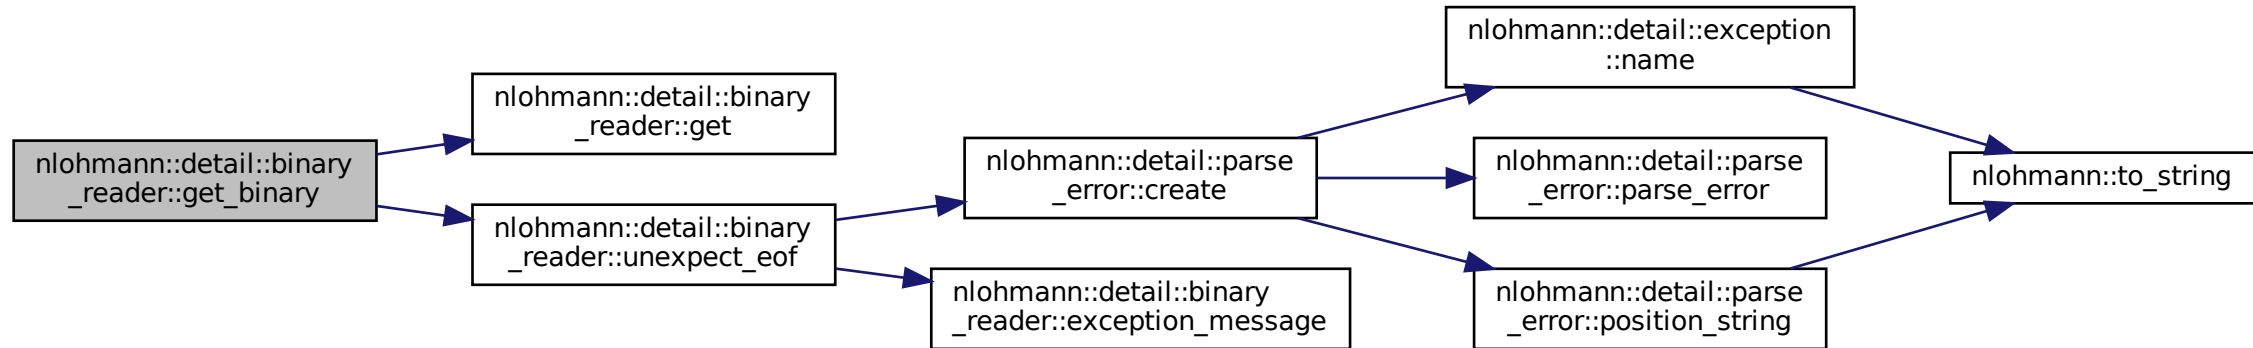 nlohmann::detail::binary
_reader::get_binary
nlohmann::detail::binary
_reader::get
nlohmann::detail::binary
_reader::unexpect_eof
nlohmann::detail::parse
_error::create
nlohmann::detail::binary
_reader::exception_message
nlohmann::detail::exception
::name
nlohmann::detail::parse
_error::parse_error
nlohmann::detail::parse
_error::position_string
nlohmann::to_string